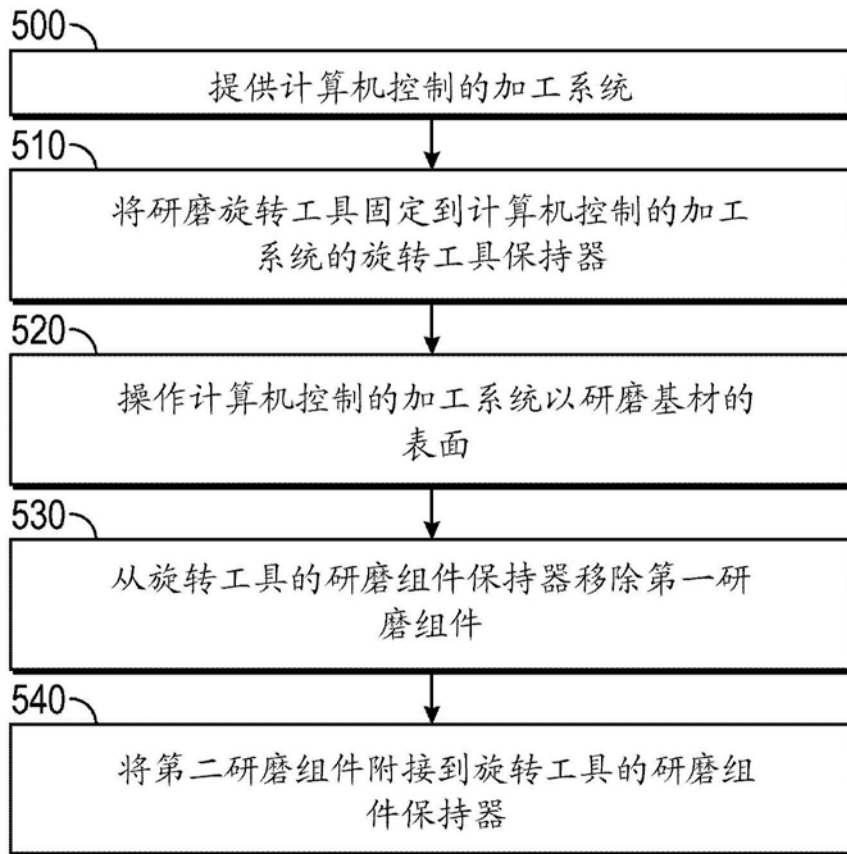 500
提供计算机控制的加工系统
510
将研磨旋转工具固定到计算机控制的加工
系统的旋转工具保持器
520
操作计算机控制的加工系统以研磨基材的
表面
530
从旋转工具的研磨组件保持器移除第一研
磨组件
540
将第二研磨组件附接到旋转工具的研磨组
件保持器